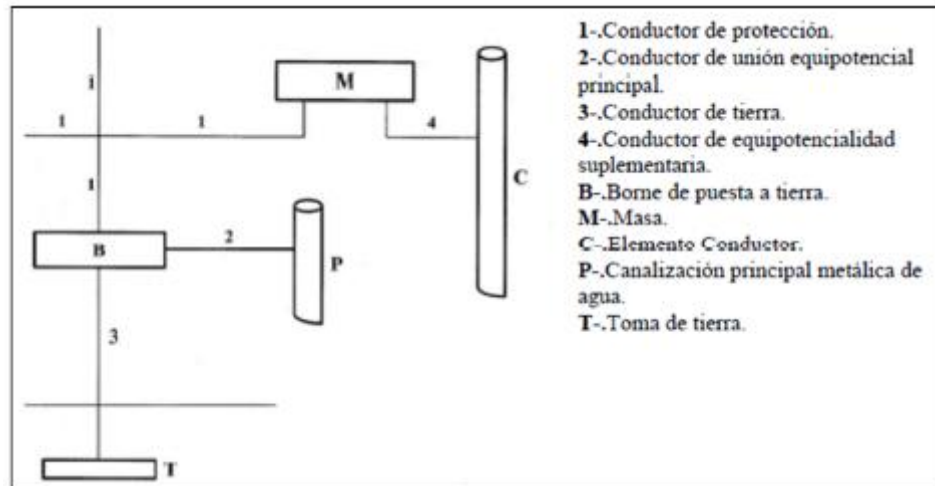 1-.Conductor de protección.
2-.Conductor de unión equipotencial
principal.
3-.Conductor de tierra.
4-.Conductor de equipotencialidad
suplementaria.
B-.Borne de puesta a tierra.
M-.Masa.
C-.Elemento Conductor.
P-.Canalización principal metálica de
agua.
T-.Toma de tierra.
i
M
1
1
4
C
1
B
2
P
3
T